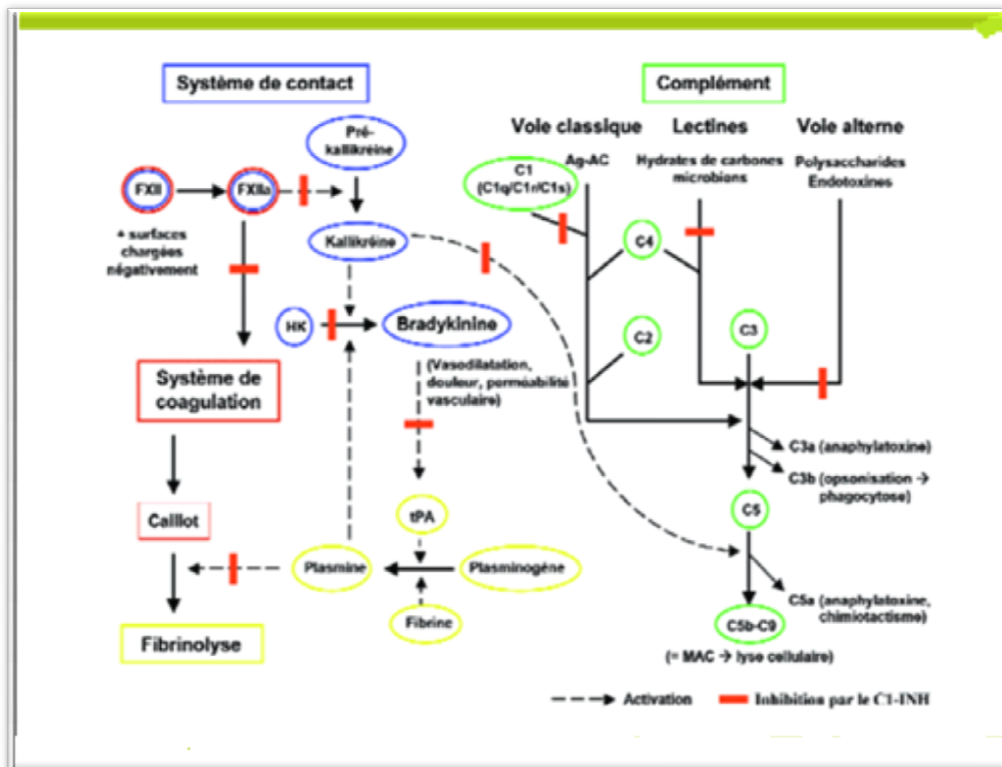 Système de contact
Complément
Voie classique
Lectines
Voie alterne
Pré-
kallikréine
Ag-AC
Hydrates de carbones
microbions
Polysaccharides
Endotoxines
C1
(C1q/C1r/C1s)
FXII
FXIIa
+ surfaces
chargées
négativement
Kallikréine
C4
HK
Bradykinine
C2
C3
(Vasodilatation,
douleur, perméabilité
vasculaire)
Système de
coagulation
C3a (anaphylatoxine)
C3b (opsonisation →
phagocytose)
Caillot
tPA
C5
Plasmine
Plasminogène
Fibrine
C5a (anaphylatoxine,
chimiotactisme)
Fibrinolyse
C5b-C9
(= MAC → lyse cellulaire)
Activation
Inhibition par le C1-INH